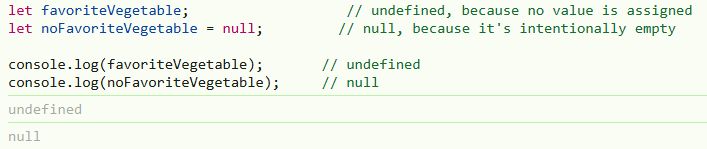 let favoriteVegetable;                    // undefined, because no value is assigned
let noFavoriteVegetable = null;          // null, because it's intentionally empty
console.log(favoriteVegetable);       // undefined
console.log(noFavoriteVegetable);     // null
undefined
null